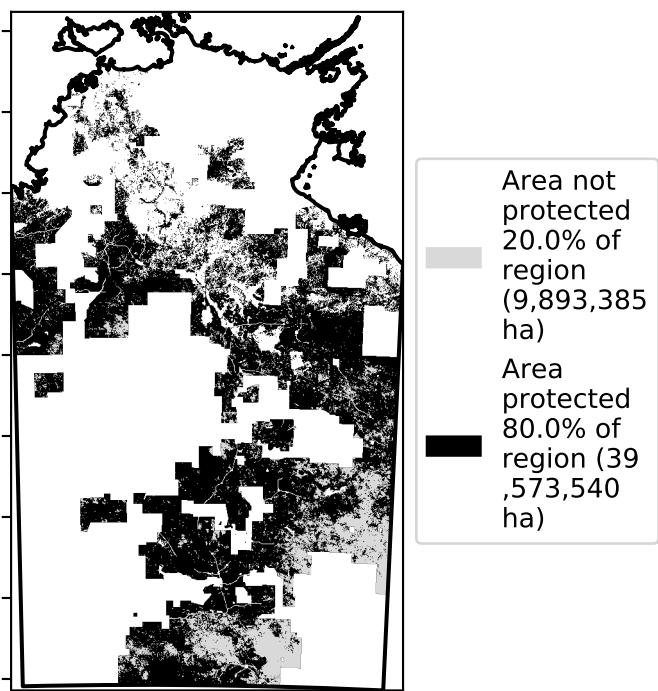 Area not
protected
20.0% of
region
(9,893,385
ha)
Area
protected
80.0% of
region (39
,573,540
ha)